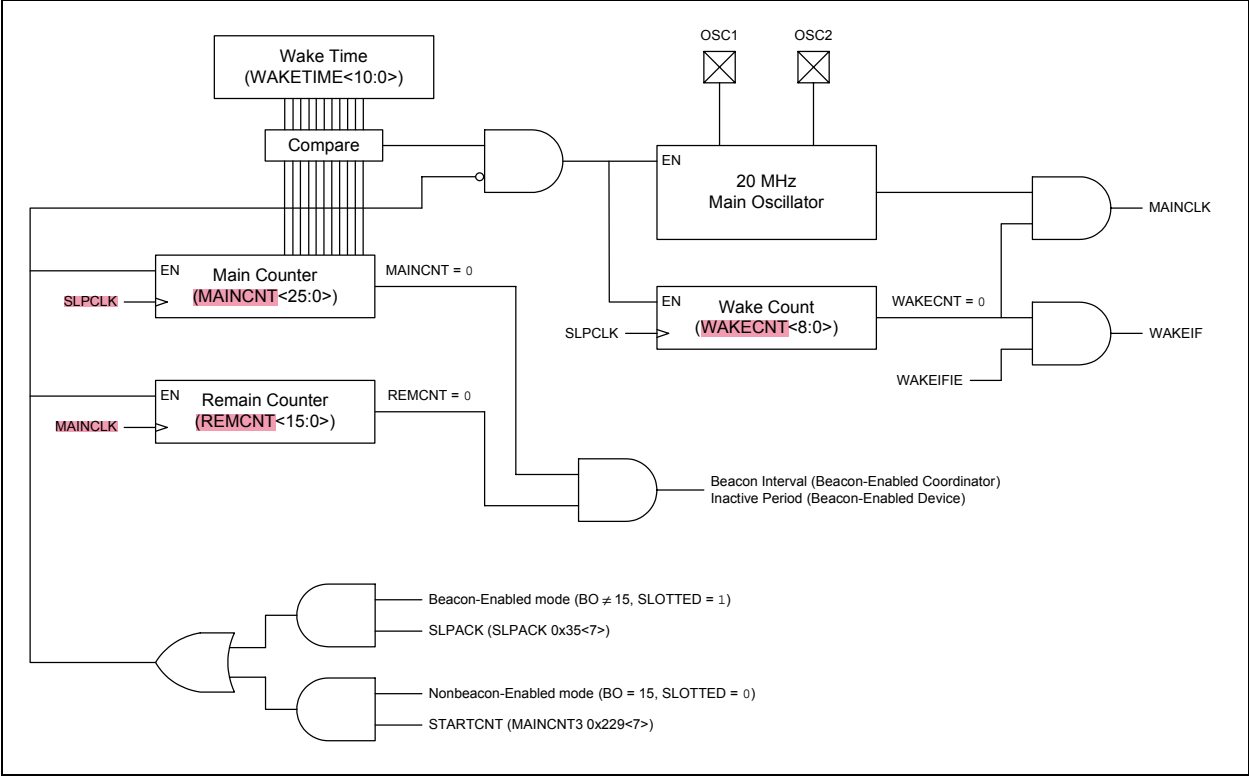 OSC1
OSC2
Wake Time
(WAKETIME<10:0>)
Compare
EN
20 MHz
Main Oscillator
MAINCLK
EN
Main Counter
(MAINCNT<25:0>)
SLPCLK
MAINCNT = 0
EN
Wake Count
(WAKECNT<8:0>)
SLPCLK
WAKECNT = 0
WAKEIF
WAKEIFIE
EN
Remain Counter
(REMCNT<15:0>)
MAINCLK
REMCNT = 0
Beacon Interval (Beacon-Enabled Coordinator)
Inactive Period (Beacon-Enabled Device)
Beacon-Enabled mode (BO ≠ 15, SLOTTED = 1)
SLPACK (SLPACK 0x35<7>)
Nonbeacon-Enabled mode (BO = 15, SLOTTED = 0)
STARTCNT (MAINCNT3 0x229<7>)